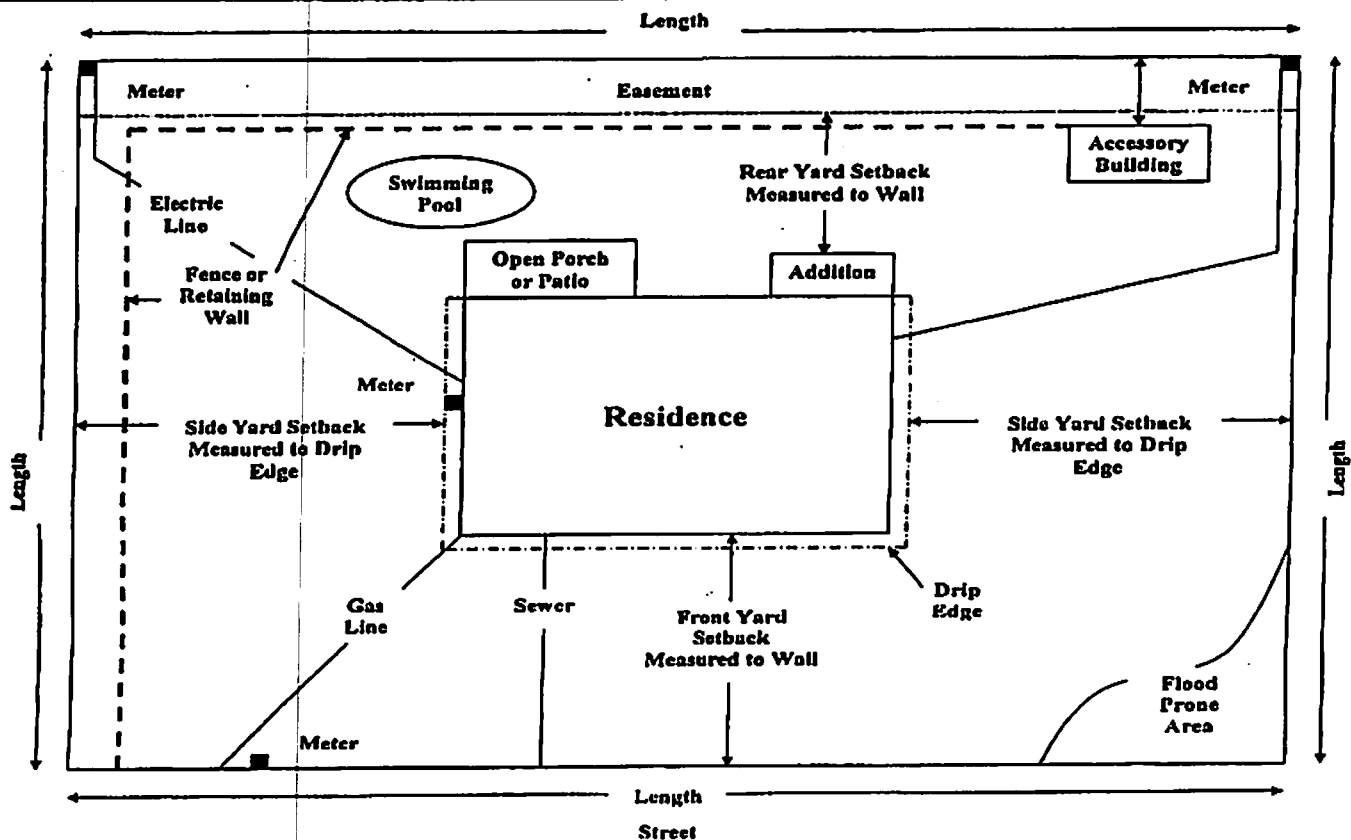 Length
Meter
Easement
Meter
Accessory
Building
Swimming
Pool
Rear Yard Setback
Measured to Wall
Electric
Line
Open Porch
or Patio
Addition
Fence or
Retaining
Wall
Meter
Residence
Side Yard Setback
Measured to Drip
Edge
Side Yard Setback
Measured to Drip
Edge
Length
Length
Gas
Line
Sewer
Front Yard
Setback
Measured to Wall
Drip
Edge
Flood
Prone
Area
Meter
Length
Street